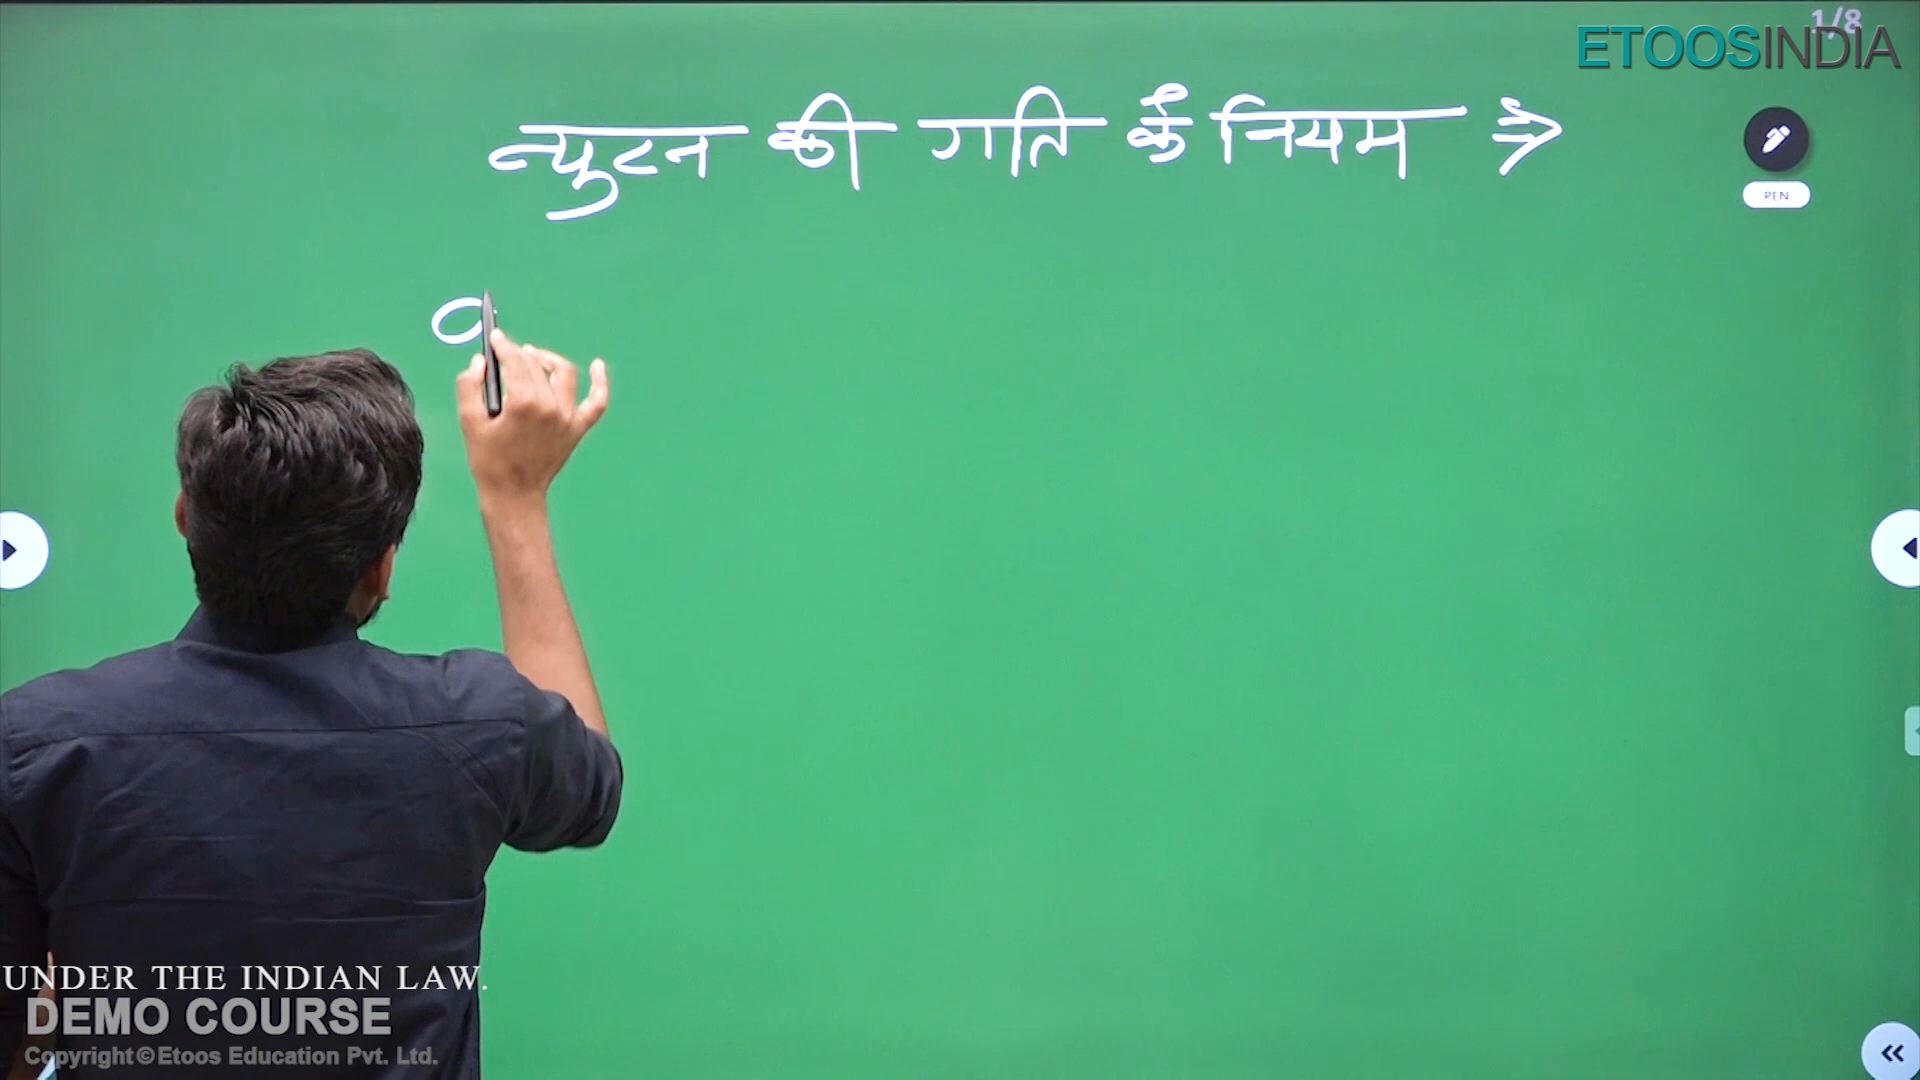 1/8
ETOOSINDIA
न्युटन की गति के नियम ⇒
PEN
UNDER THE INDIAN LAW.
DEMO COURSE
Copyright©Etoos Education Pvt. Ltd.